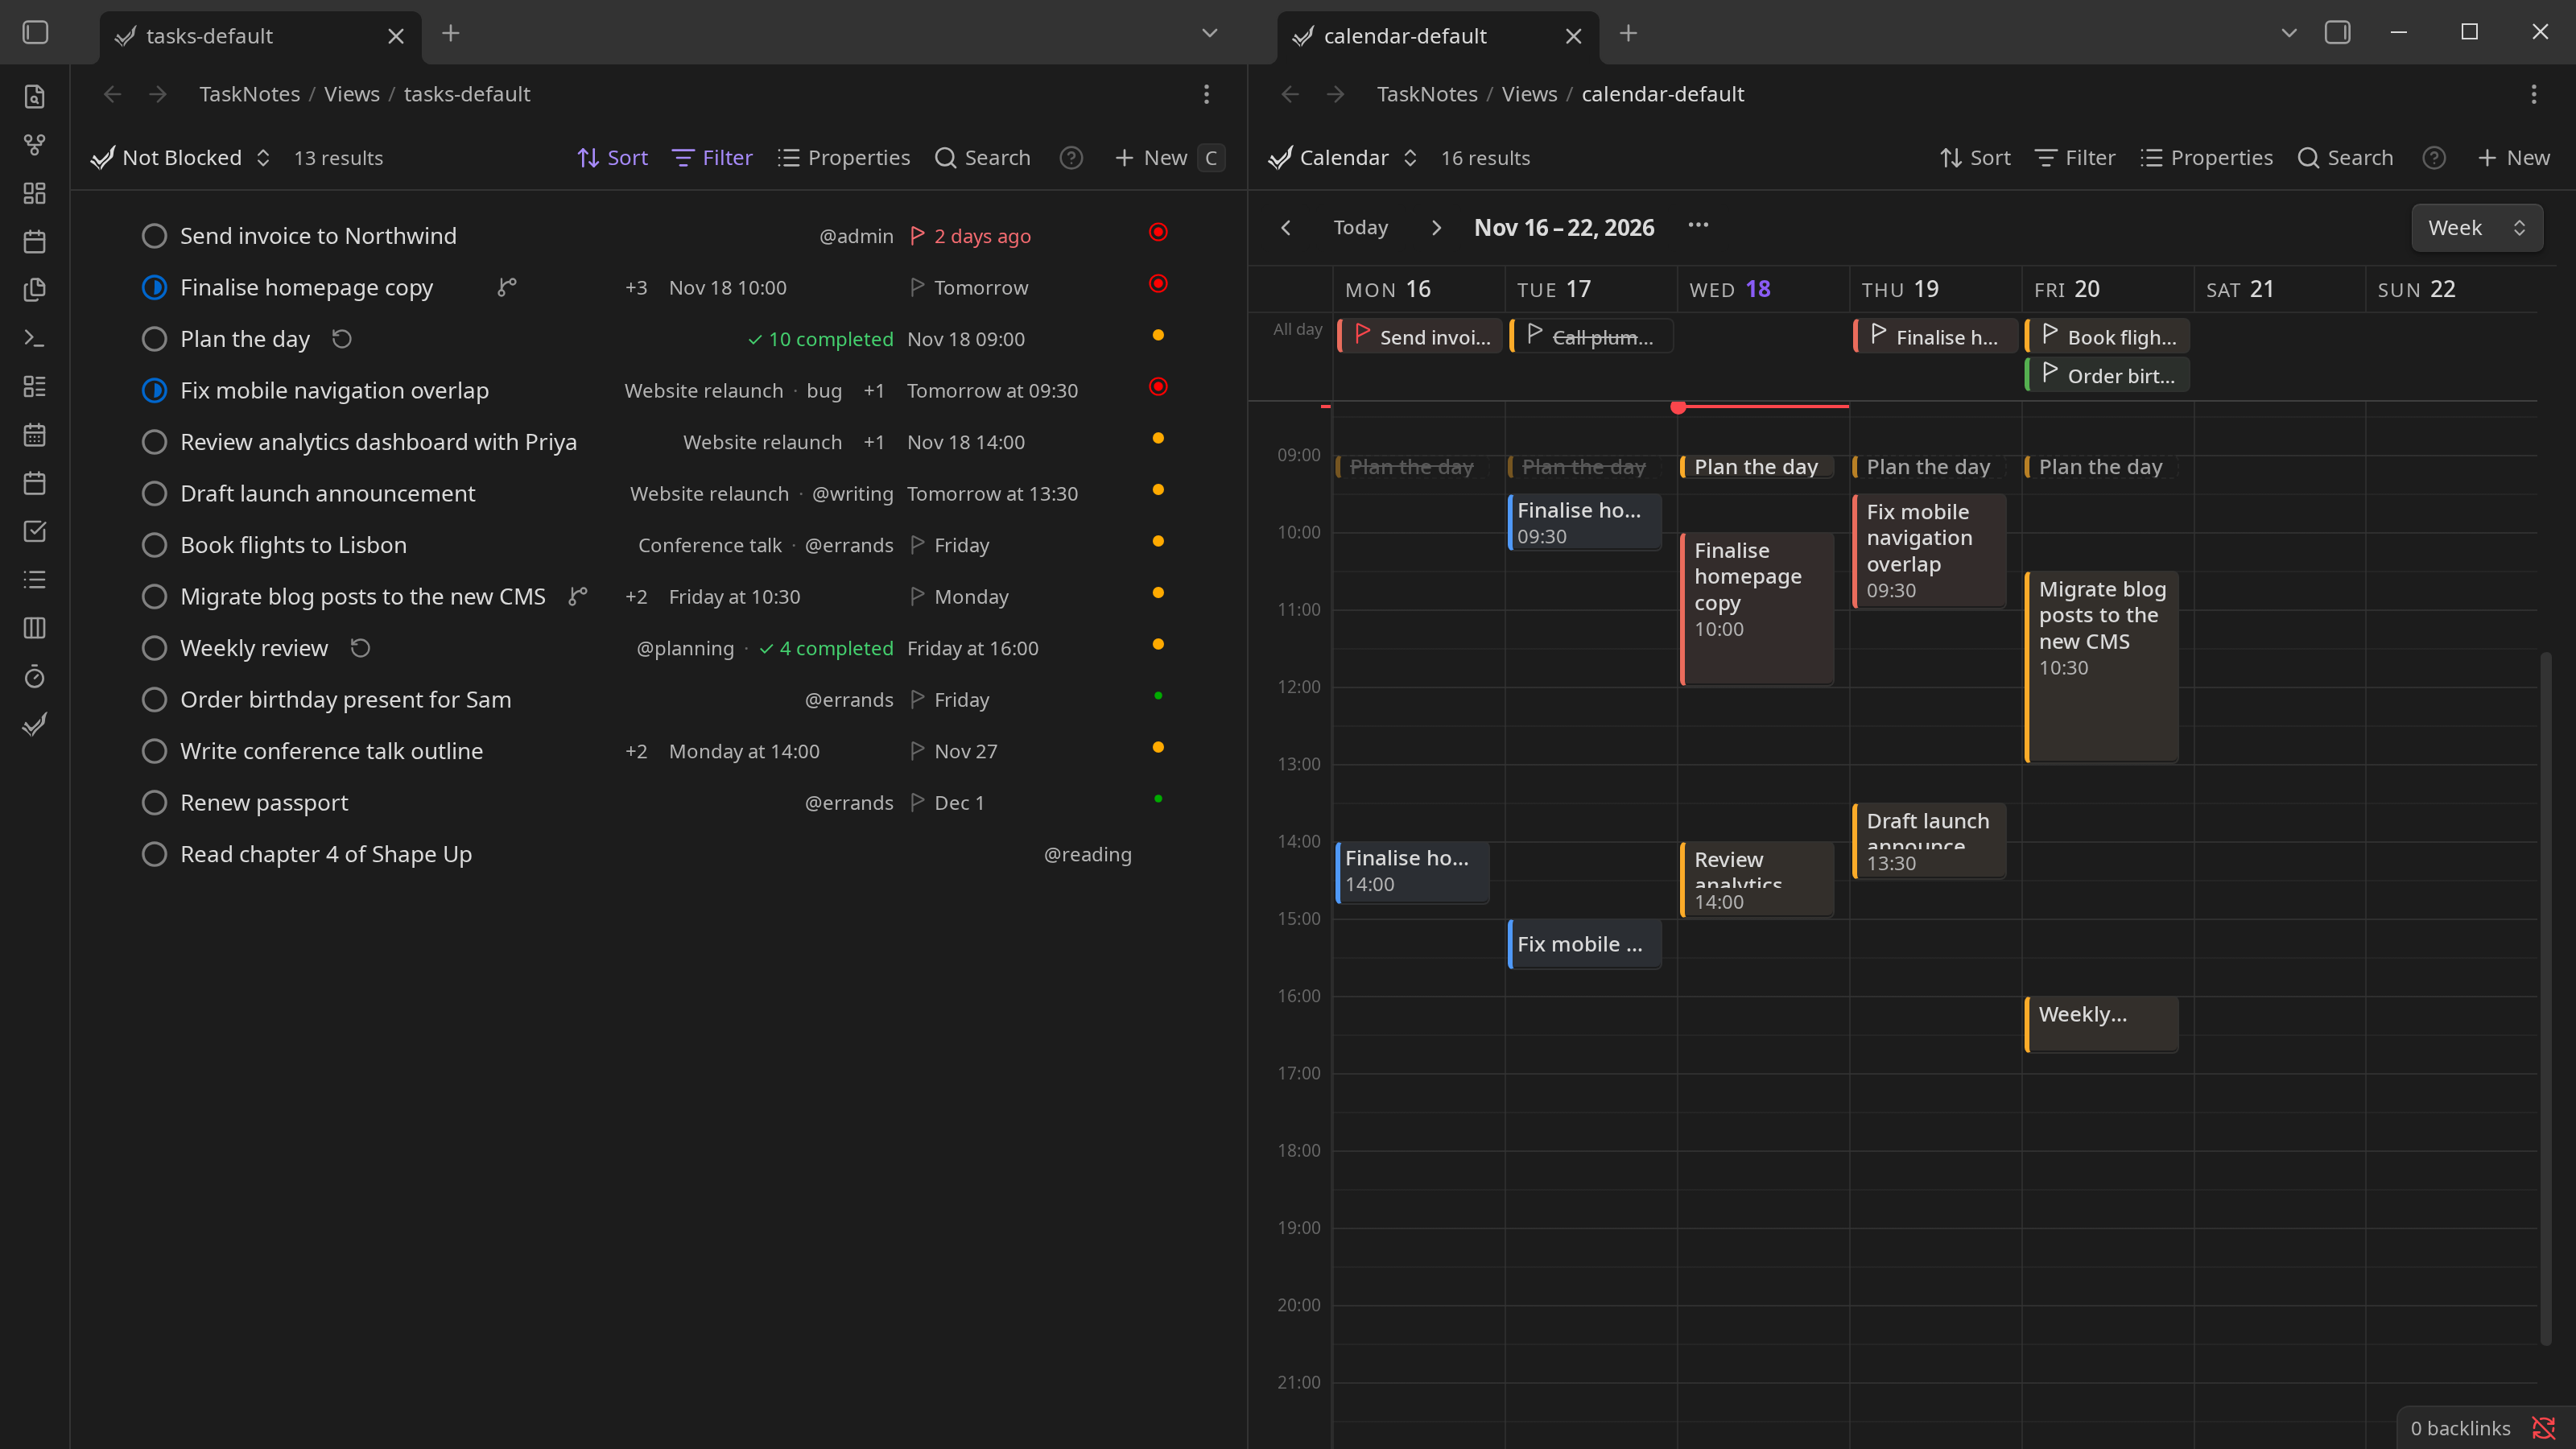 tasks-default
calendar-default
TaskNotes / Views / tasks-default
TaskNotes / Views / calendar-default
Not Blocked 13 results Sort Filter Properties Search New C
Calendar 16 results Sort Filter Properties Search New
Send invoice to Northwind @admin 2 days ago
Finalise homepage copy +3 Nov 18 10:00 Tomorrow
Plan the day 10 completed Nov 18 09:00
Fix mobile navigation overlap Website relaunch · bug +1 Tomorrow at 09:30
Review analytics dashboard with Priya Website relaunch +1 Nov 18 14:00
Draft launch announcement Website relaunch · @writing Tomorrow at 13:30
Book flights to Lisbon Conference talk · @errands Friday
Migrate blog posts to the new CMS +2 Friday at 10:30 Monday
Weekly review @planning · 4 completed Friday at 16:00
Order birthday present for Sam @errands Friday
Write conference talk outline +2 Monday at 14:00 Nov 27
Renew passport @errands Dec 1
Read chapter 4 of Shape Up @reading
Today Nov 16 – 22, 2026 ... Week
MON 16 TUE 17 WED 18 THU 19 FRI 20 SAT 21 SUN 22
All day Send invoi... Call plum... Finalise h... Book fligh...
Order birt...
09:00 Plan the day Plan the day Plan the day Plan the day Plan the day
Finalise ho...
09:30
Fix mobile
navigation
overlap
09:30
10:00
Finalise
homepage
copy
10:00
Migrate blog
posts to the
new CMS
10:30
11:00
12:00
13:00
Draft launch
announce
13:30
14:00
Finalise ho...
14:00
Review
analytics
14:00
15:00
Fix mobile ...
16:00
Weekly...
17:00
18:00
19:00
20:00
21:00
0 backlinks